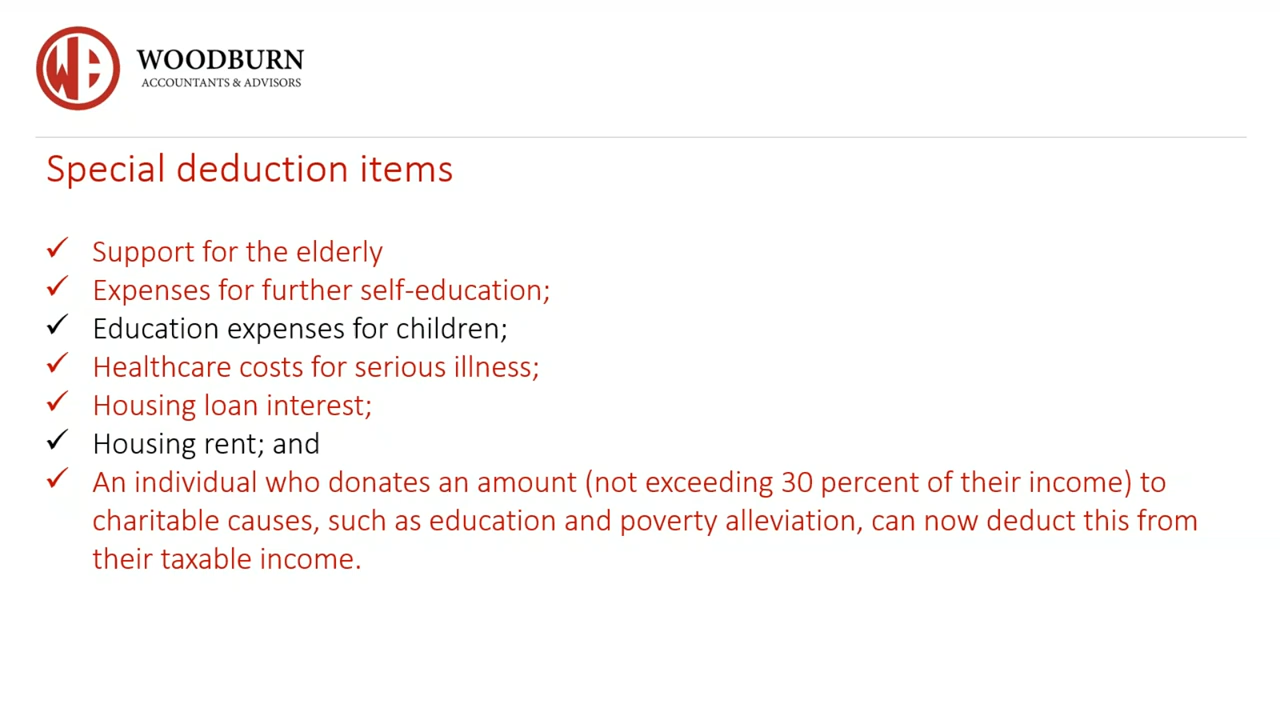 WOODBURN
ACCOUNTANTS & ADVISORS
Special deduction items
✓ Support for the elderly
✓ Expenses for further self-education;
✓ Education expenses for children;
✓ Healthcare costs for serious illness;
✓ Housing loan interest;
✓ Housing rent; and
✓ An individual who donates an amount (not exceeding 30 percent of their income) to
charitable causes, such as education and poverty alleviation, can now deduct this from
their taxable income.